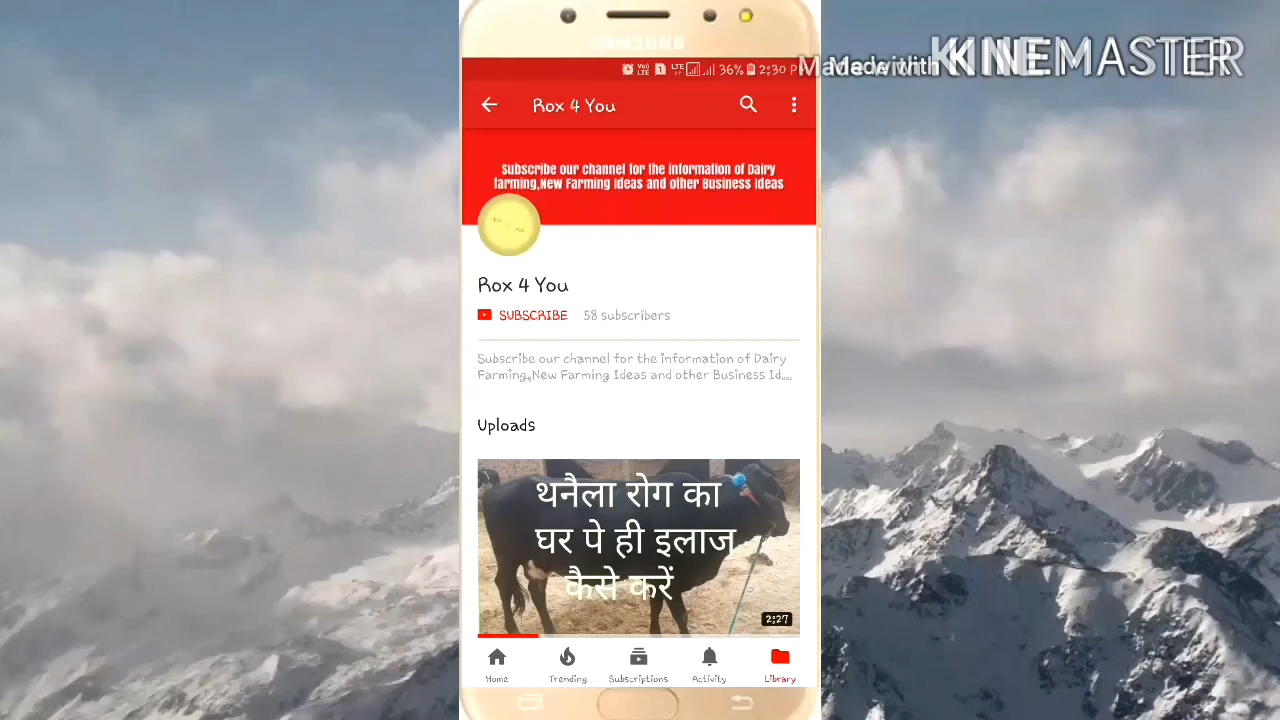 SAMSUNG
Made with KINEMASTER
36% 2:30 P
Rox 4 You
Subscribe our channel for the information of Dairy
farming,New Farming Ideas and other Business Ideas
Rox 4 You
SUBSCRIBE 58 subscribers
Subscribe our channel for the information of Dairy
Farming,,New Farming Ideas and other Business Id...
Uploads
थनैला रोग का
घर पे ही इलाज
कैसे करें
2:27
Home Trending Subscriptions Activity Library